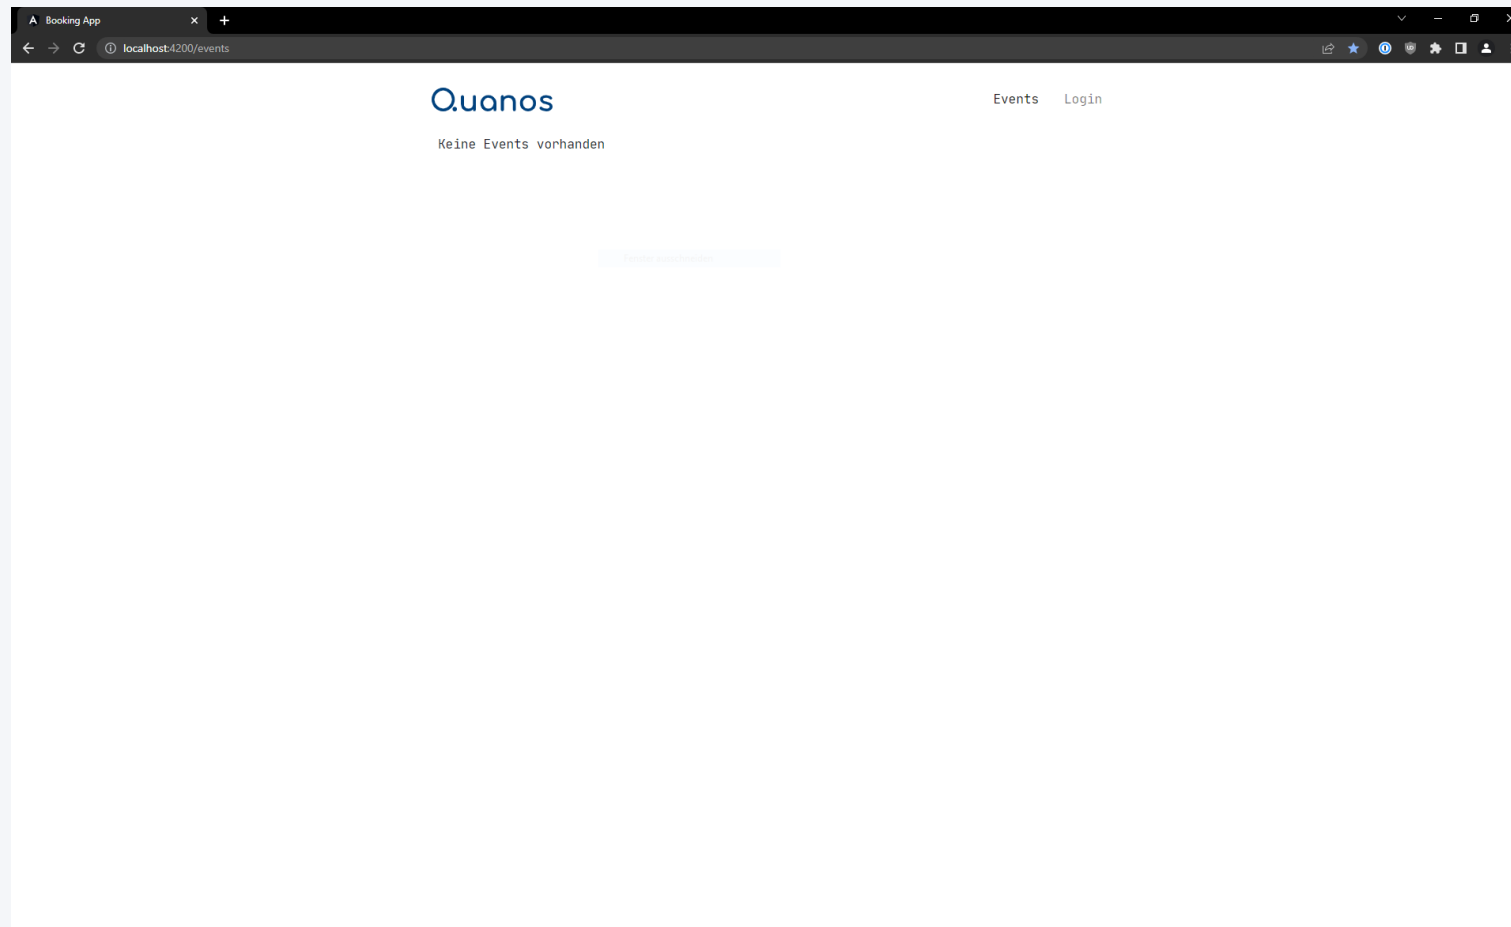 Booking App
localhost:4200/events
Quanos
Events Login
Keine Events vorhanden